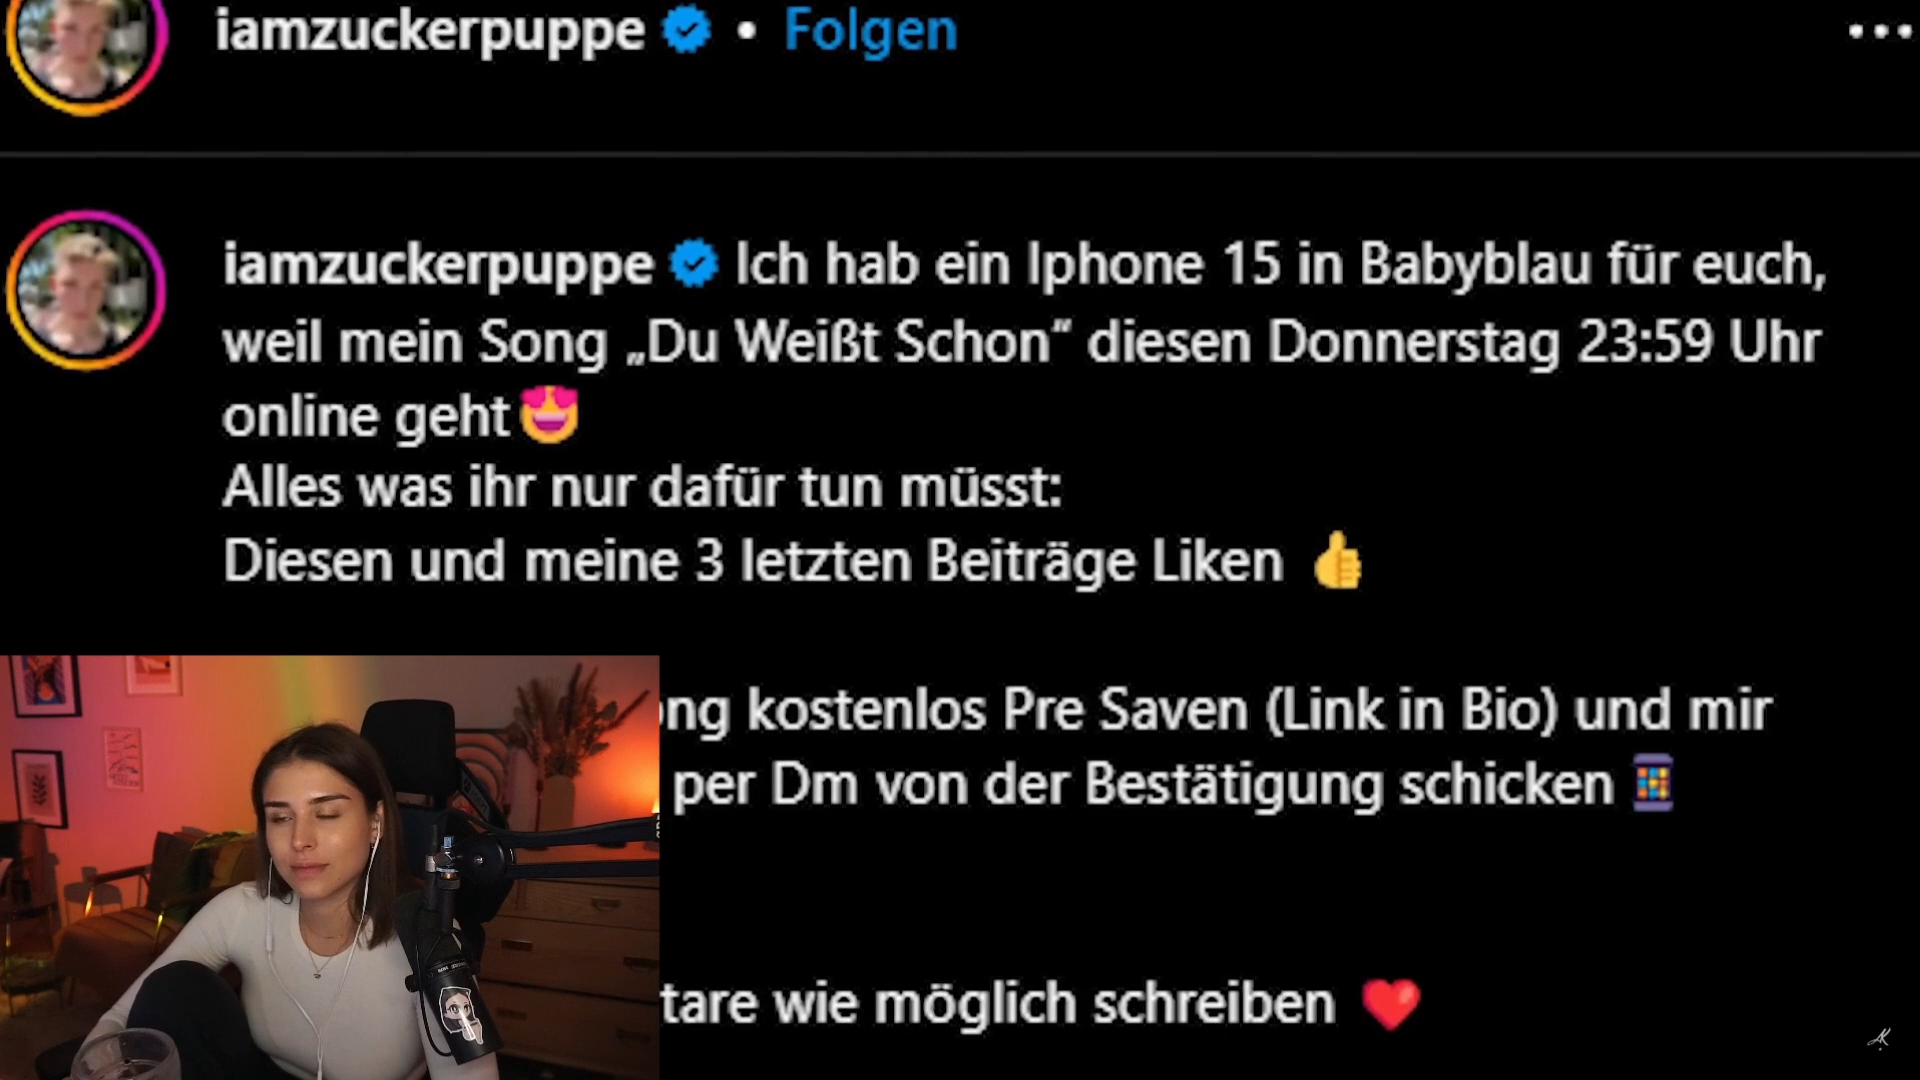 iamzuckerpuppe • Folgen
iamzuckerpuppe Ich hab ein Iphone 15 in Babyblau für euch,
weil mein Song „Du Weißt Schon“ diesen Donnerstag 23:59 Uhr
online geht
Alles was ihr nur dafür tun müsst:
Diesen und meine 3 letzten Beiträge Liken
ng kostenlos Pre Saven (Link in Bio) und mir
per Dm von der Bestätigung schicken
tare wie möglich schreiben